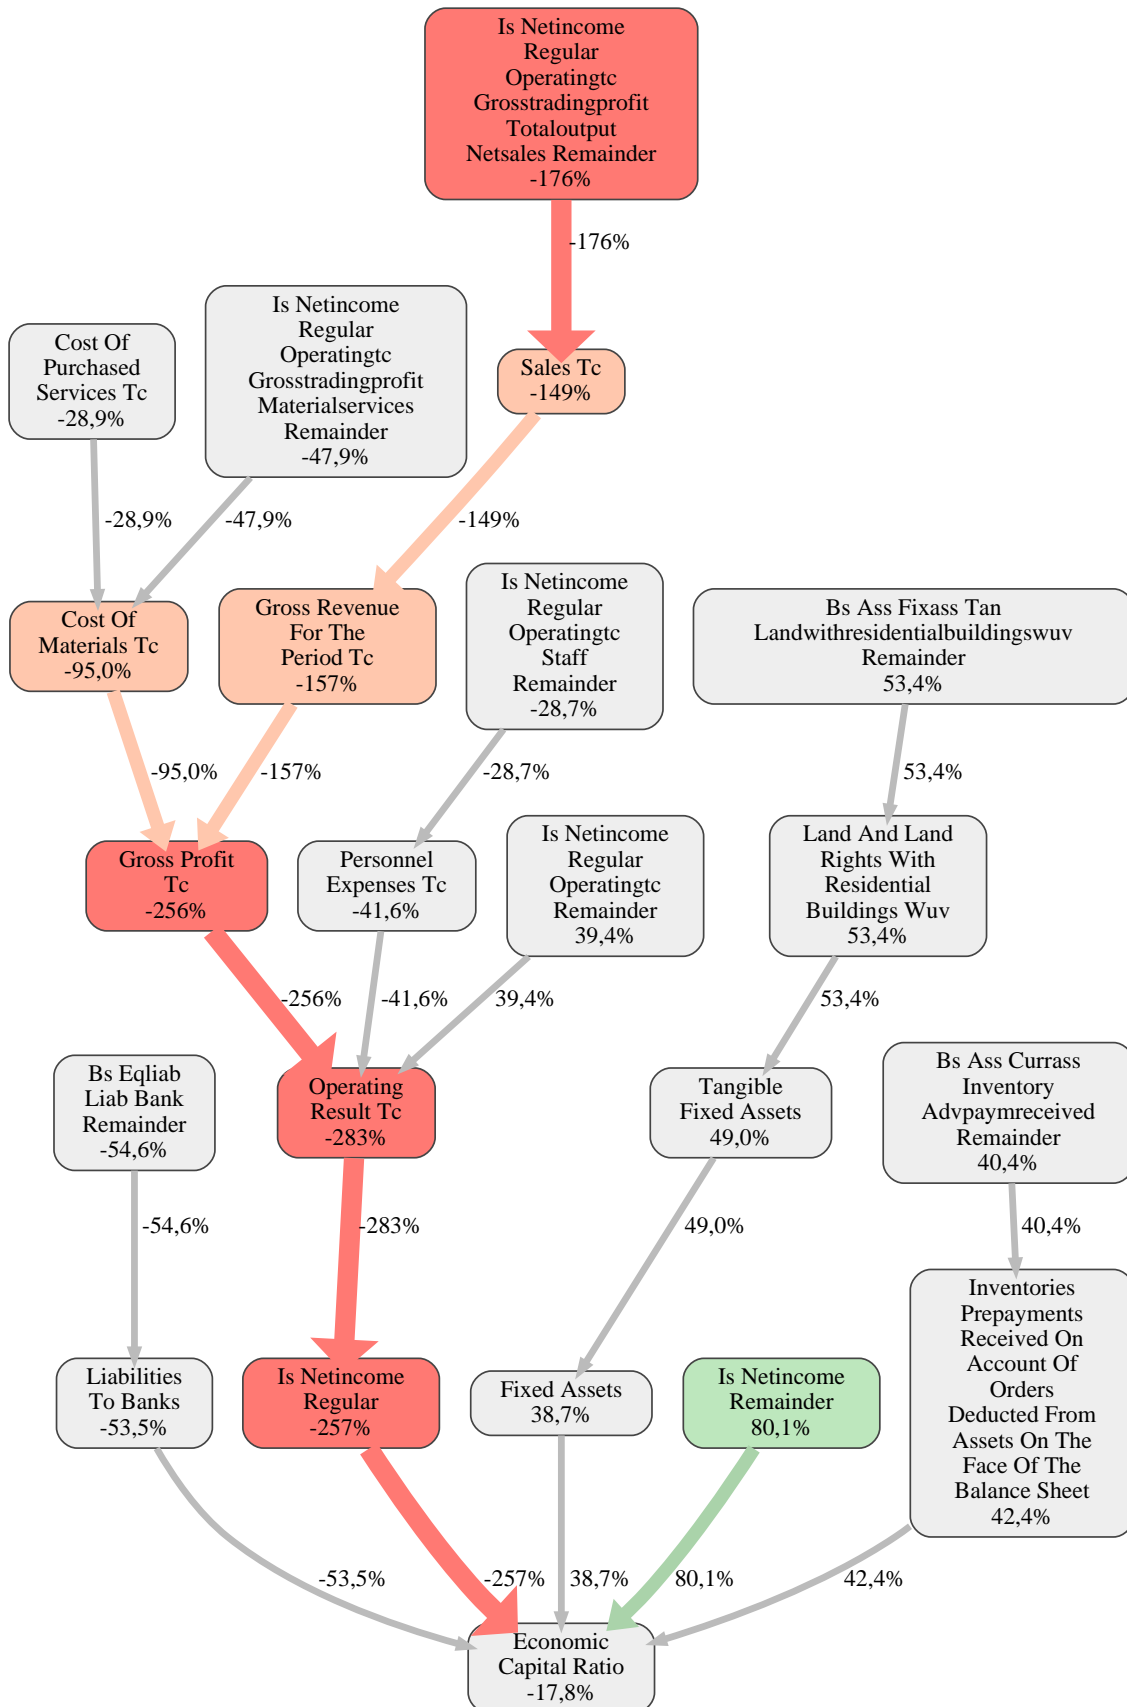 Is Netincome
Regular
Operatingtc
Grosstradingprofit
Totaloutput
Netsales Remainder
-176%
-176%
Cost Of
Purchased
Services Tc
-28,9%
Is Netincome
Regular
Operatingtc
Grosstradingprofit
Materialservices
Remainder
-47,9%
Sales Tc
-149%
-28,9%
-47,9%
-149%
Cost Of
Materials Tc
-95,0%
Gross Revenue
For The
Period Tc
-157%
Is Netincome
Regular
Operatingtc
Staff
Remainder
-28,7%
Bs Ass Fixass Tan
Landwithresidentialbuildingswuv
Remainder
53,4%
-95,0%
-157%
-28,7%
53,4%
Gross Profit
Tc
-256%
Personnel
Expenses Tc
-41,6%
Is Netincome
Regular
Operatingtc
Remainder
39,4%
Land And Land
Rights With
Residential
Buildings Wuv
53,4%
-256%
-41,6%
39,4%
53,4%
Bs Eqliab
Liab Bank
Remainder
-54,6%
Operating
Result Tc
-283%
Tangible
Fixed Assets
49,0%
Bs Ass Currass
Inventory
Advpaymreceived
Remainder
40,4%
-54,6%
-283%
49,0%
40,4%
Liabilities
To Banks
-53,5%
Is Netincome
Regular
-257%
Fixed Assets
38,7%
Is Netincome
Remainder
80,1%
Inventories
Prepayments
Received On
Account Of
Orders
Deducted From
Assets On The
Face Of The
Balance Sheet
42,4%
-53,5%
-257%
38,7%
80,1%
42,4%
Economic
Capital Ratio
-17,8%